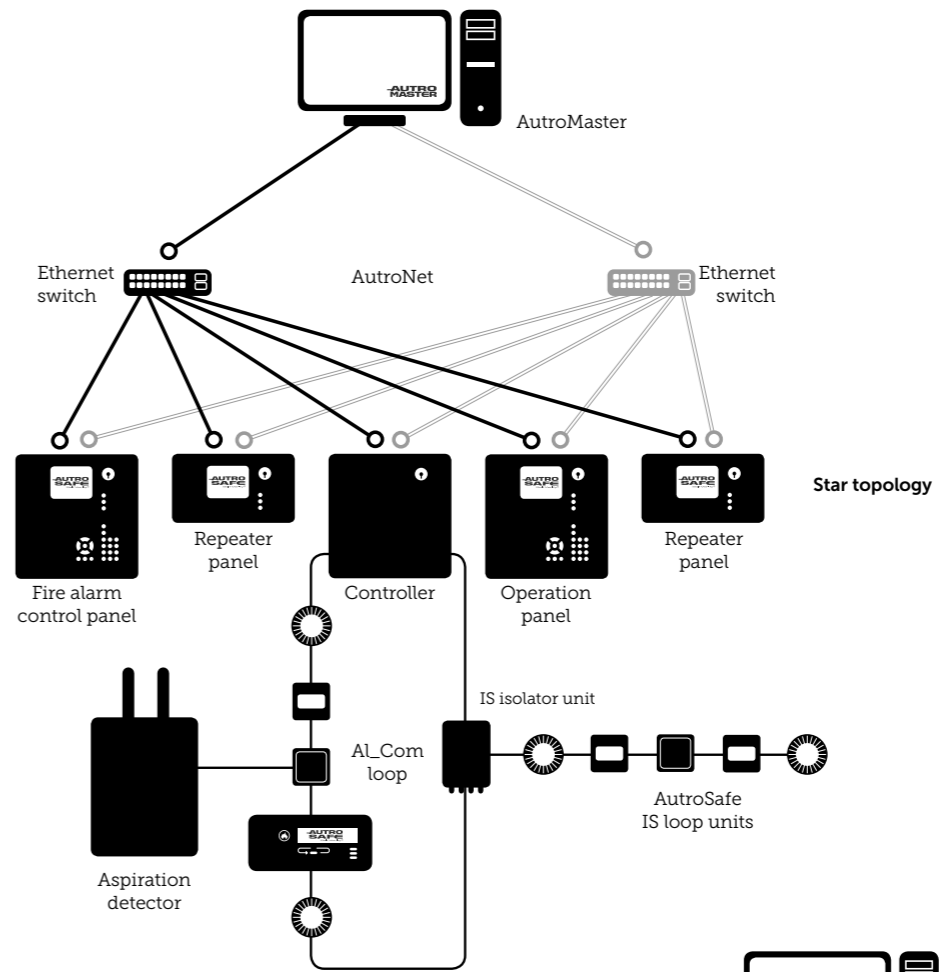 AUTRO
MASTER
AutroMaster
Ethernet
switch
AutroNet
Ethernet
switch
AUTRO
SAFE
AUTRO
SAFE
AUTRO
SAFE
AUTRO
SAFE
Star topology
Repeater
panel
Repeater
panel
Fire alarm
control panel
Controller
Operation
panel
IS isolator unit
Al_Com
loop
AutroSafe
IS loop units
AUTRO
SAFE
Aspiration
detector